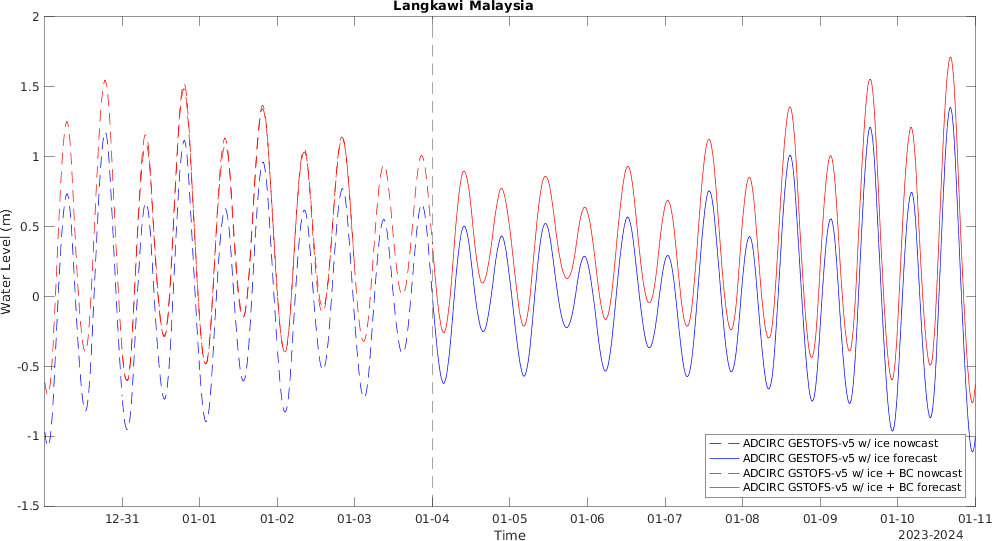 Langkawi Malaysia
Water Level (m)
2
1.5
1
0.5
0
-0.5
-1
-1.5
ADCIRC GESTOFS-v5 w/ ice nowcast
ADCIRC GESTOFS-v5 w/ ice forecast
ADCIRC GSTOFS-v5 w/ ice + BC nowcast
ADCIRC GSTOFS-v5 w/ ice + BC forecast
12-31 01-01 01-02 01-03 01-04 01-05 01-06 01-07 01-08 01-09 01-10 01-11
Time
2023-2024